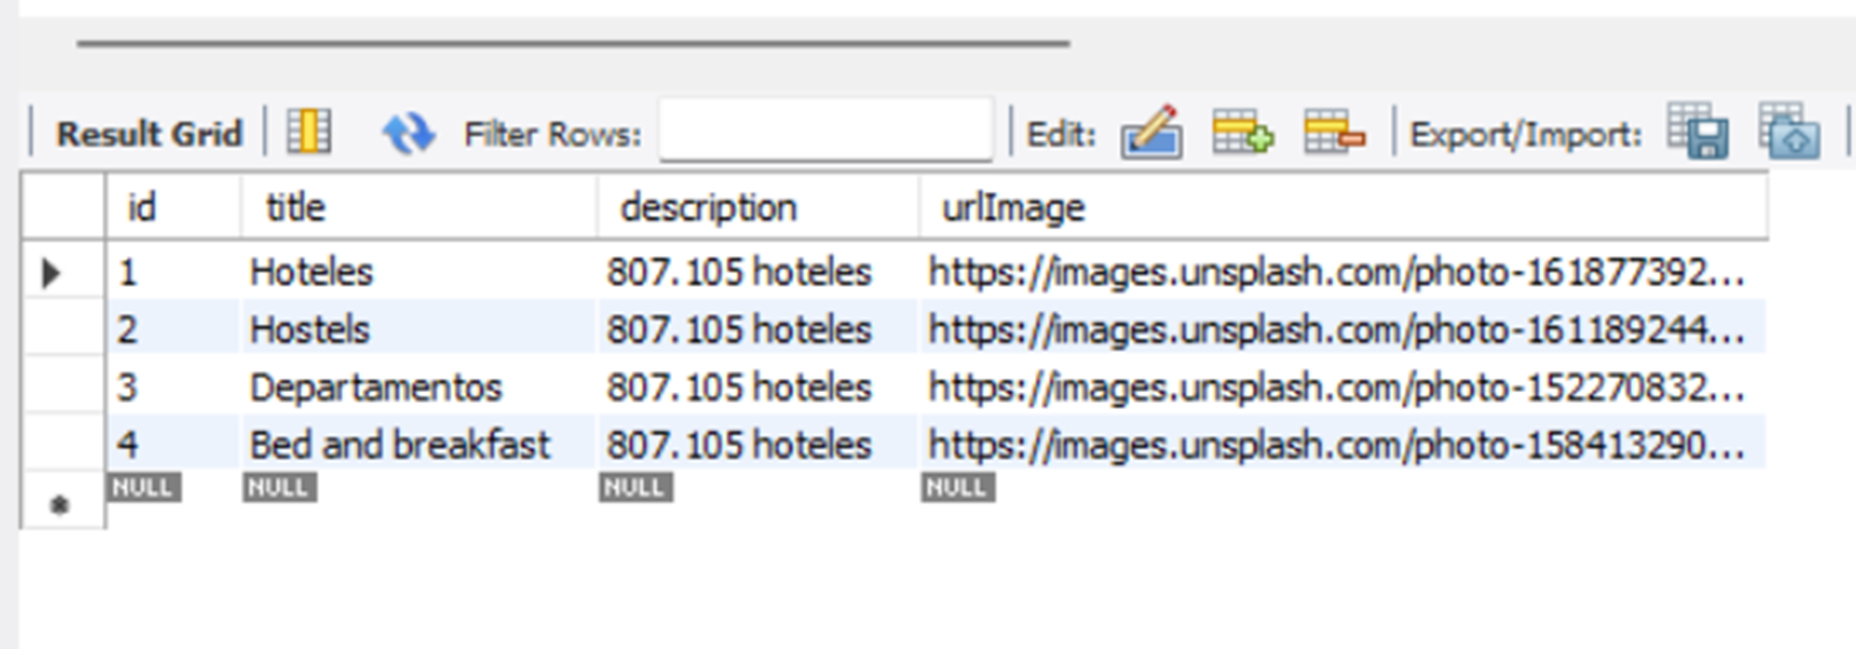 Result Grid Filter Rows: Edit: Export/Import:
id title description urlImage
1 Hoteles 807.105 hoteles https://images.unsplash.com/photo-161877392...
2 Hostels 807.105 hoteles https://images.unsplash.com/photo-161189244...
3 Departamentos 807.105 hoteles https://images.unsplash.com/photo-152270832...
4 Bed and breakfast 807.105 hoteles https://images.unsplash.com/photo-158413290...
NULL NULL NULL NULL